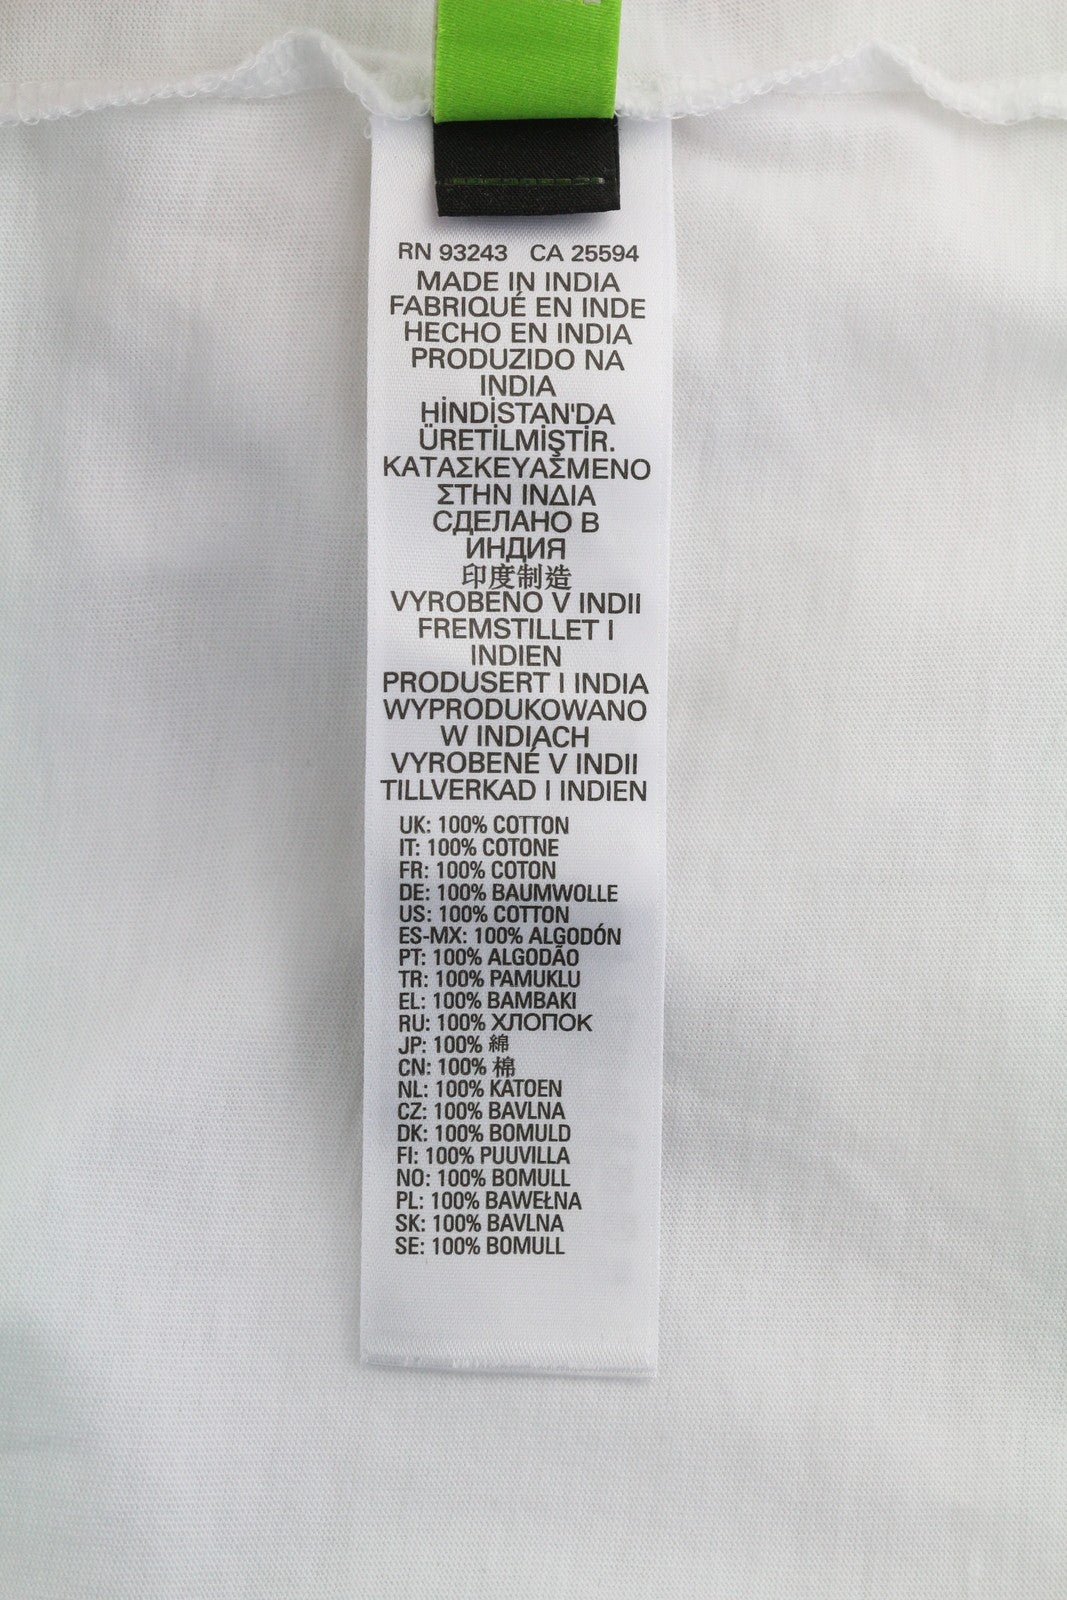 RN 93243 CA 25594
MADE IN INDIA
FABRIQUÉ EN INDE
HECHO EN INDIA
PRODUZIDO NA
INDIA
HİNDİSTAN'DA
ÜRETİLMİŞTİR.
ΚΑΤΑΣΚΕΥΑΣΜΕΝΟ
ΣΤΗΝ ΙΝΔΙΑ
СДЕЛАНО В
ИНДИЯ
印度制造
VYROBENO V INDII
FREMSTILLET I
INDIEN
PRODUSERT I INDIA
WYPRODUKOWANO
W INDIACH
VYROBENÉ V INDII
TILLVERKAD I INDIEN
UK: 100% COTTON
IT: 100% COTONE
FR: 100% COTON
DE: 100% BAUMWOLLE
US: 100% COTTON
ES-MX: 100% ALGODÓN
PT: 100% ALGODÃO
TR: 100% PAMUKLU
EL: 100% ΒΑΜΒΑΚΙ
RU: 100% ХЛОПОК
JP: 100% 綿
CN: 100% 棉
NL: 100% KATOEN
CZ: 100% BAVLNA
DK: 100% BOMULD
FI: 100% PUUVILLA
NO: 100% BOMULL
PL: 100% BAWEŁNA
SK: 100% BAVLNA
SE: 100% BOMULL